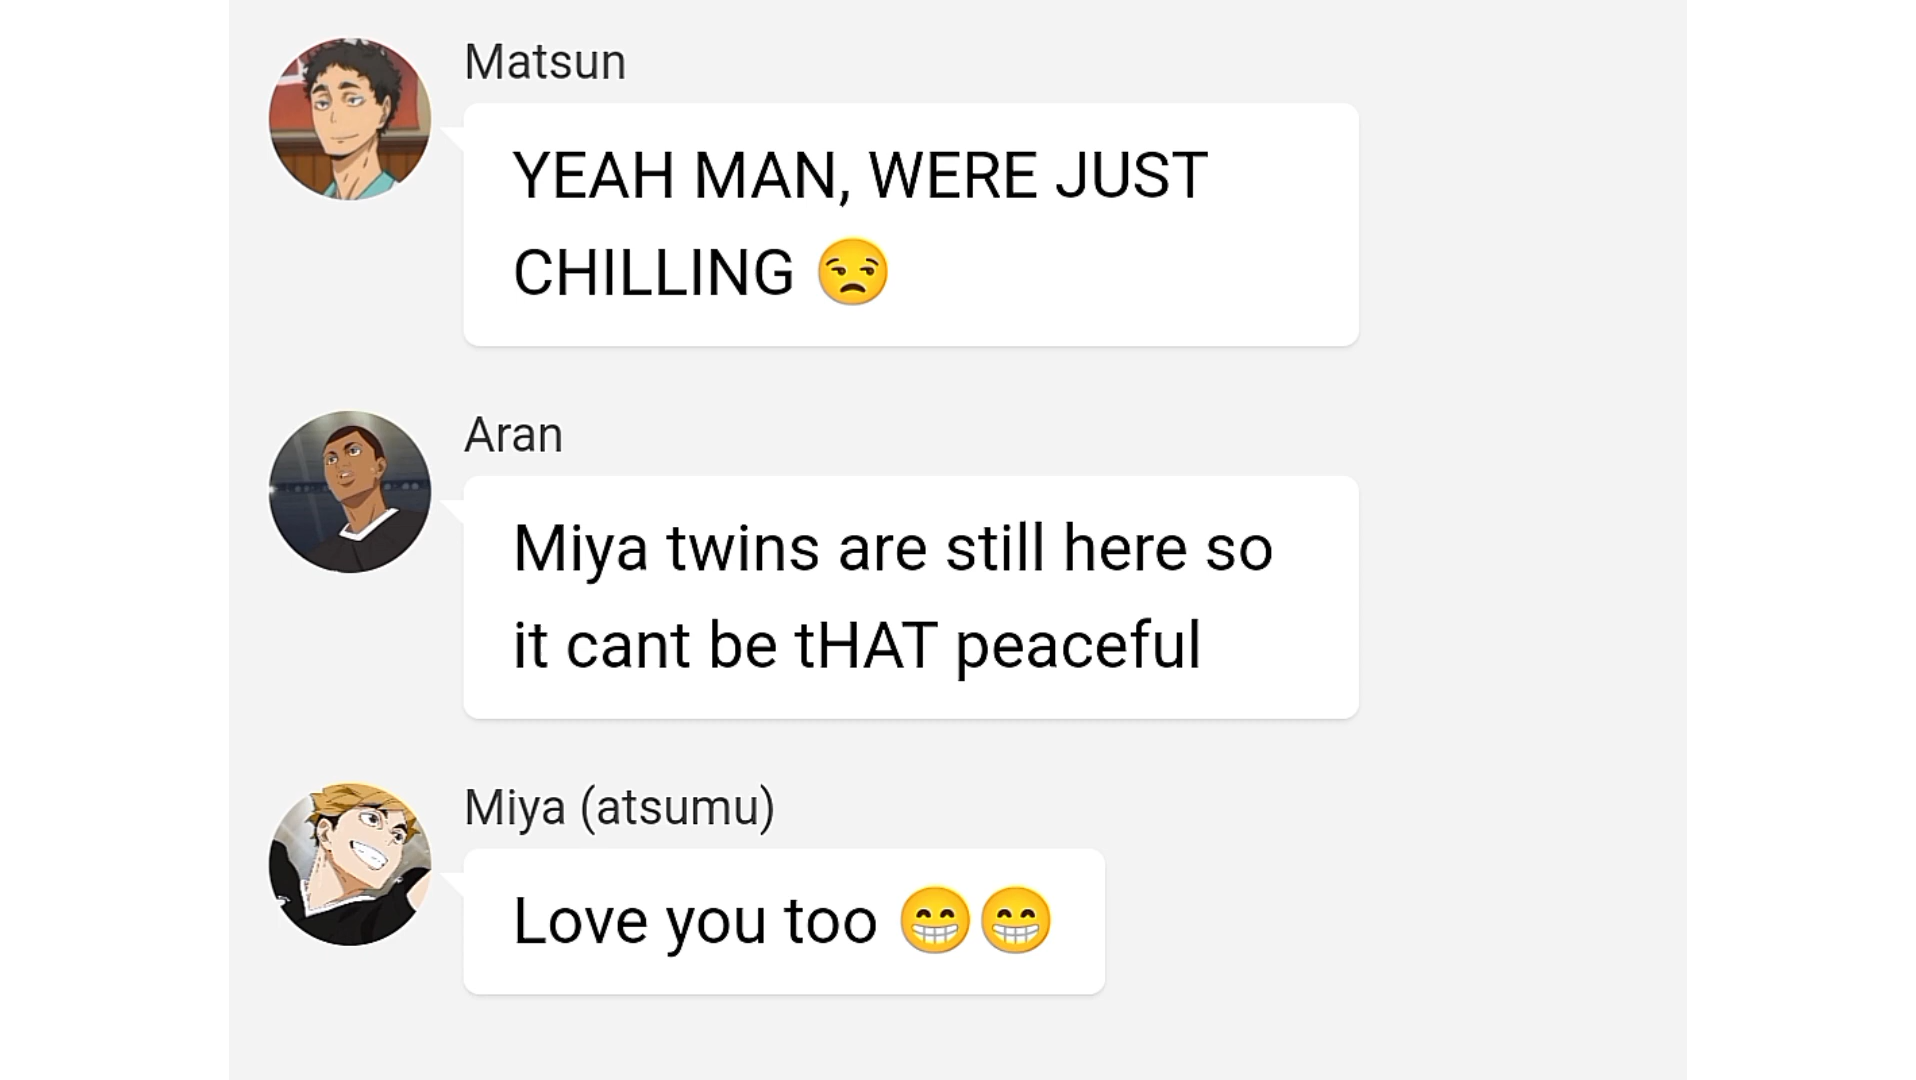 Matsun
YEAH MAN, WERE JUST
CHILLING 😒
Aran
Miya twins are still here so
it cant be tHAT peaceful
Miya (atsumu)
Love you too 😁😁